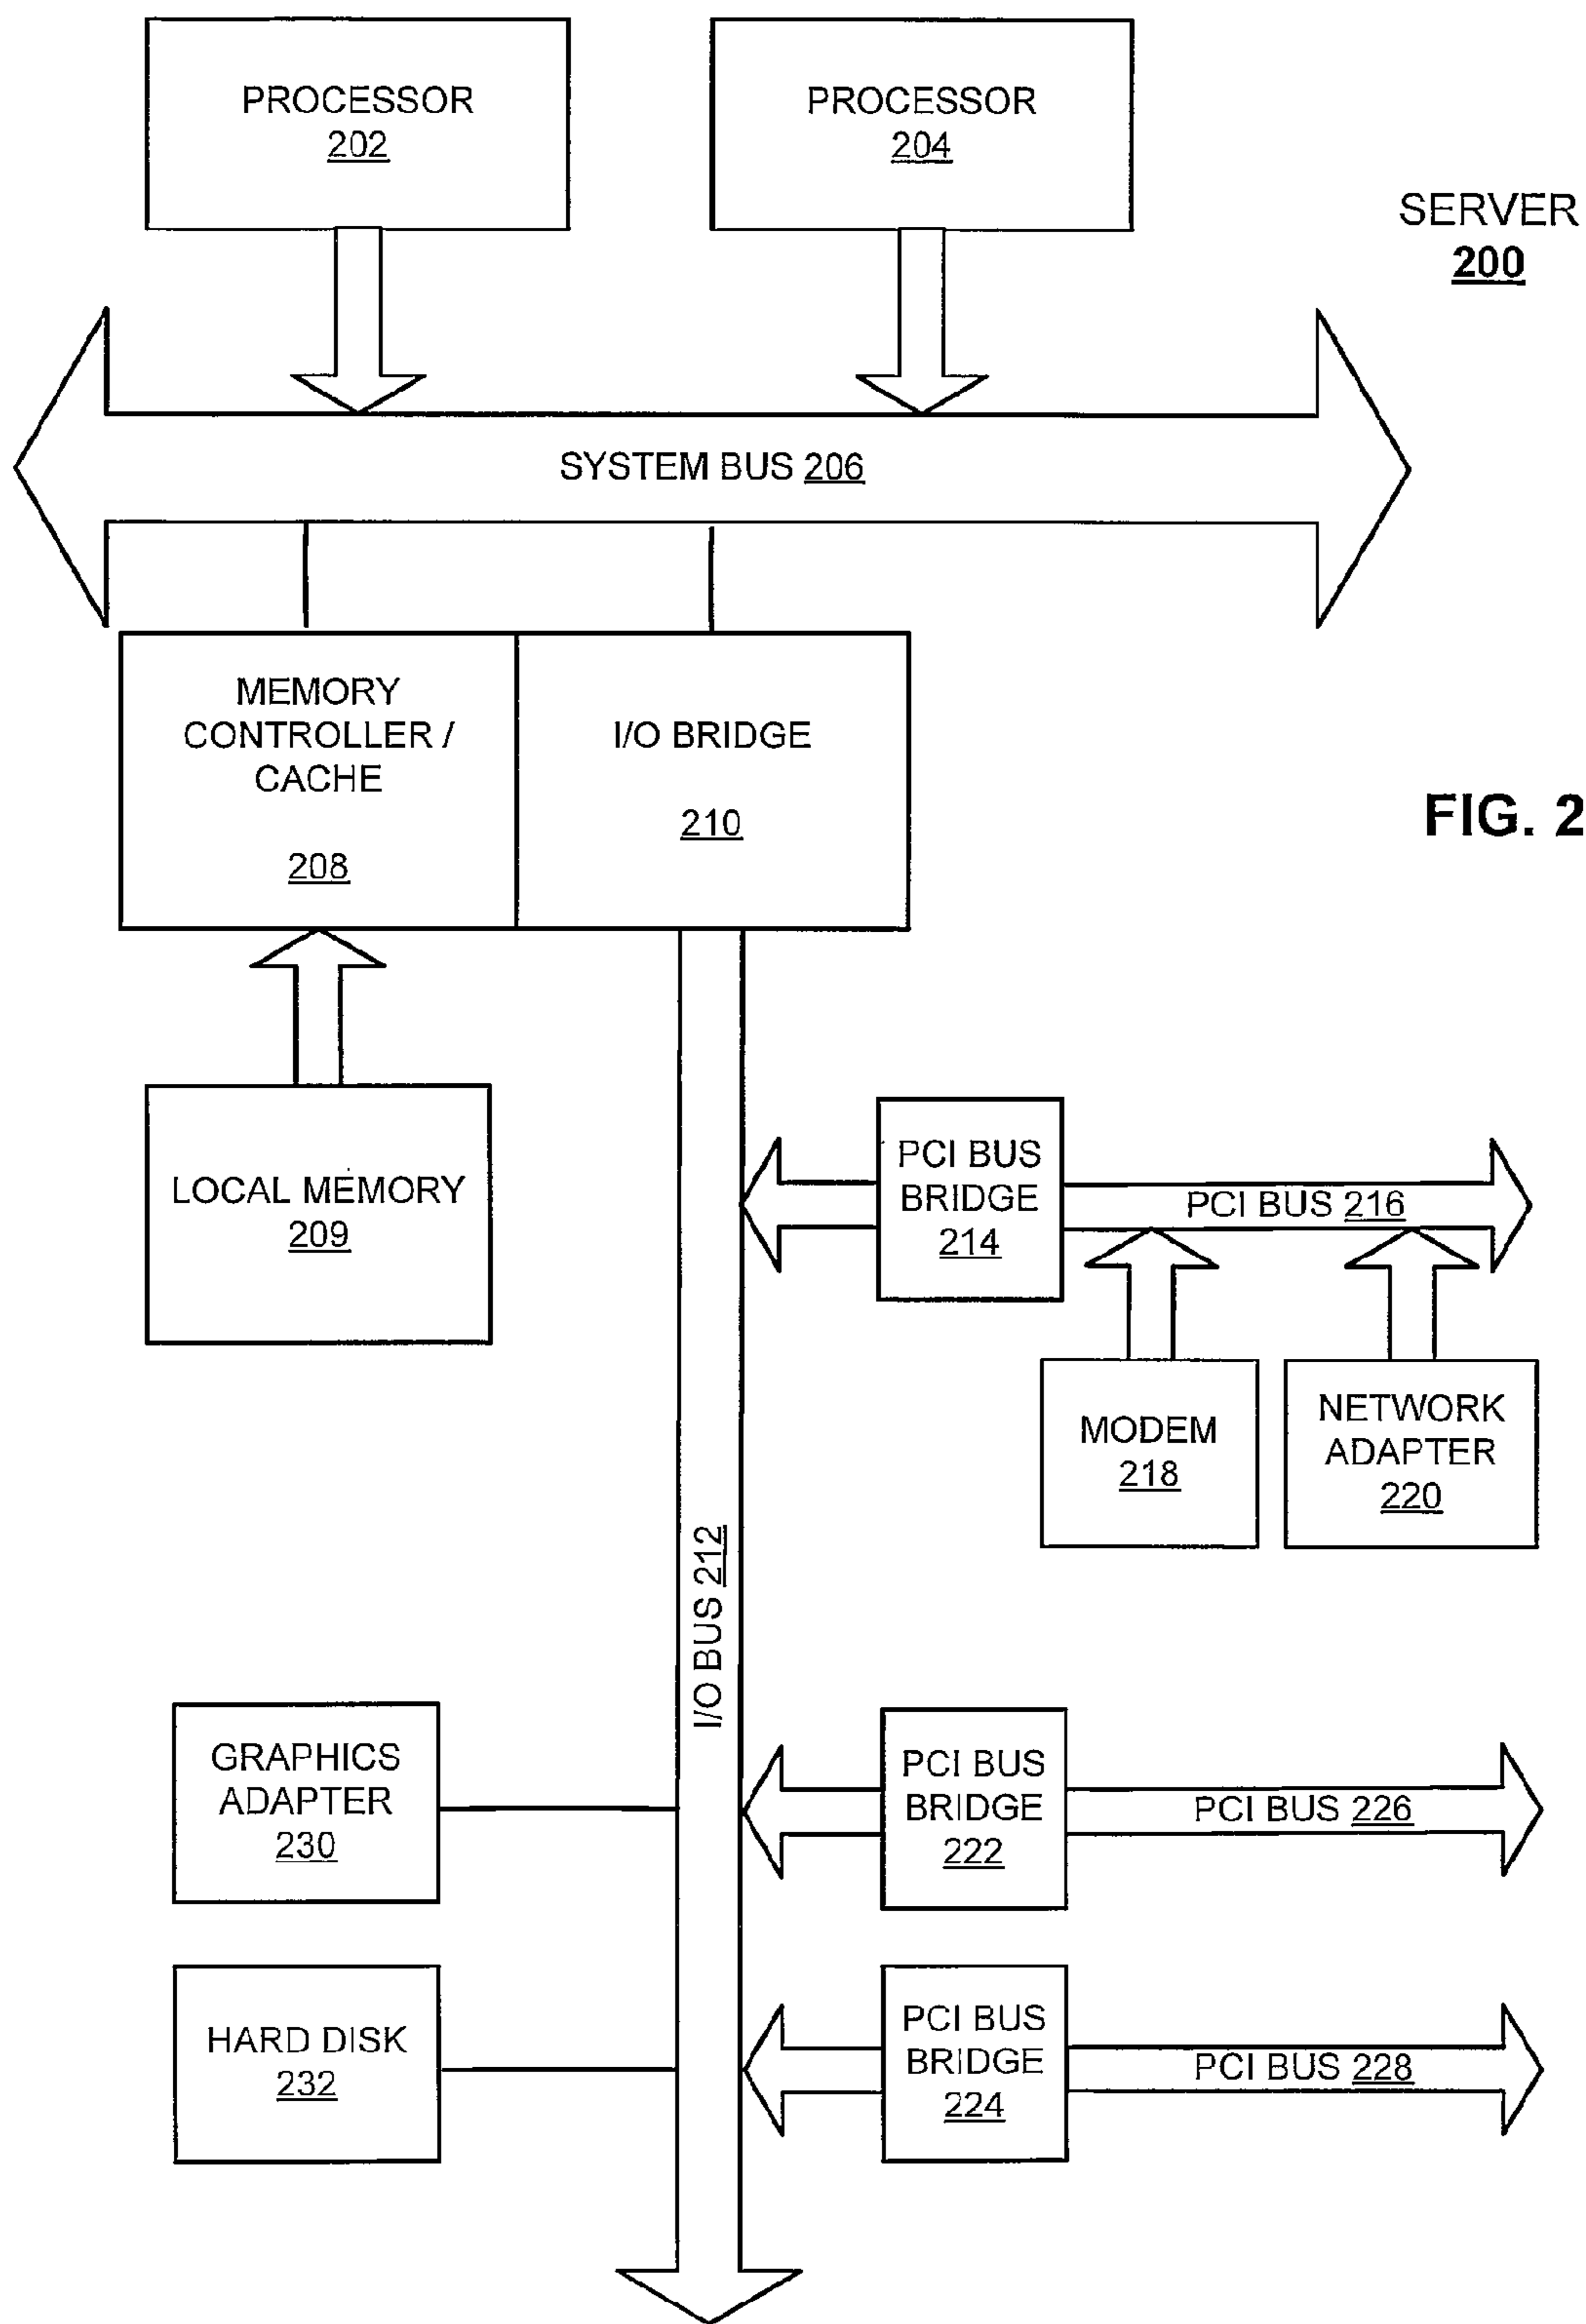 PROCESSOR
202
PROCESSOR
204
SERVER
200
SYSTEM BUS 206
MEMORY
CONTROLLER /
CACHE
208
I/O BRIDGE
210
FIG. 2
LOCAL MEMORY
209
PCI BUS
BRIDGE
214
PCI BUS 216
MODEM
218
NETWORK
ADAPTER
220
I/O BUS 212
GRAPHICS
ADAPTER
230
PCI BUS
BRIDGE
222
PCI BUS 226
HARD DISK
232
PCI BUS
BRIDGE
224
PCI BUS 228